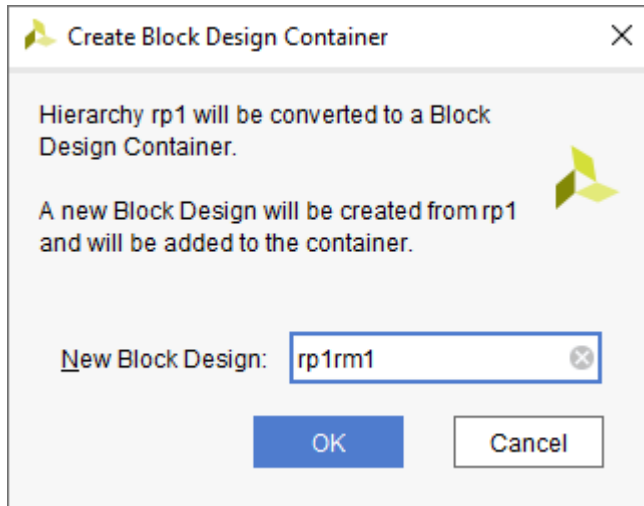 Create Block Design Container
Hierarchy rp1 will be converted to a Block
Design Container.
A new Block Design will be created from rp1
and will be added to the container.
New Block Design: rp1rm1
OK Cancel